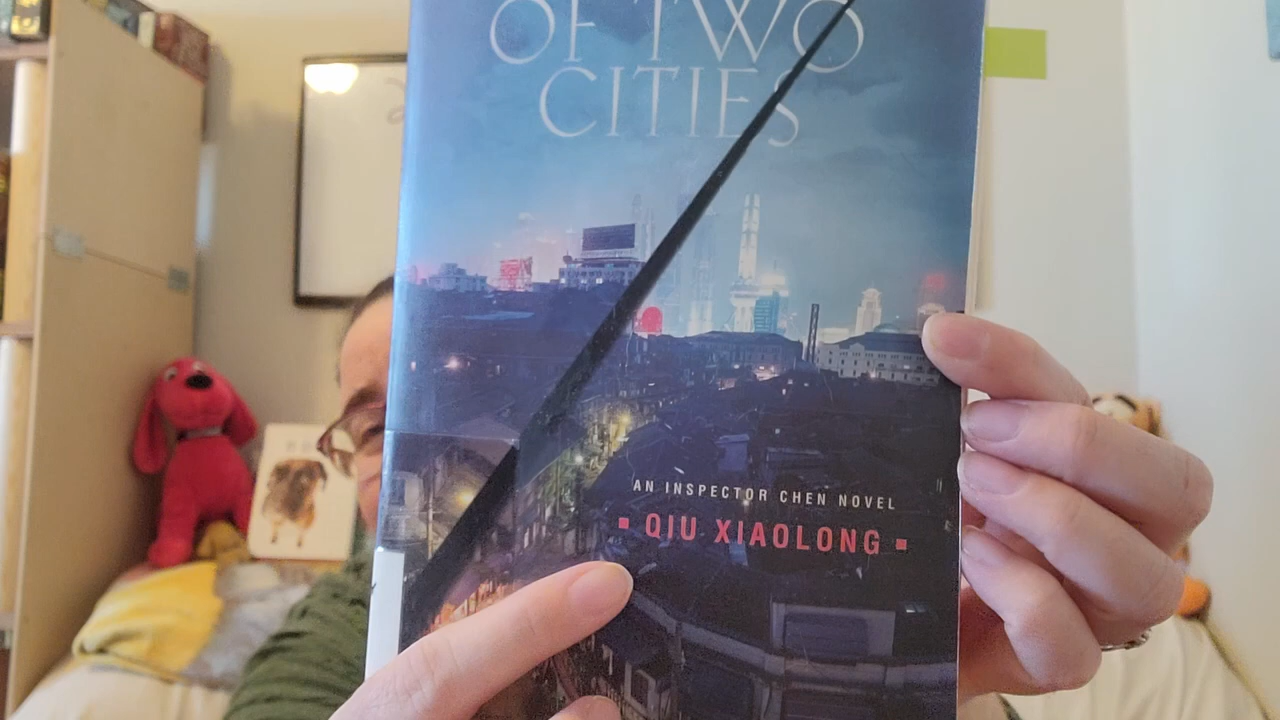 OF TWO
CITIES
AN INSPECTOR CHEN NOVEL
▪ QIU XIAOLONG ▪